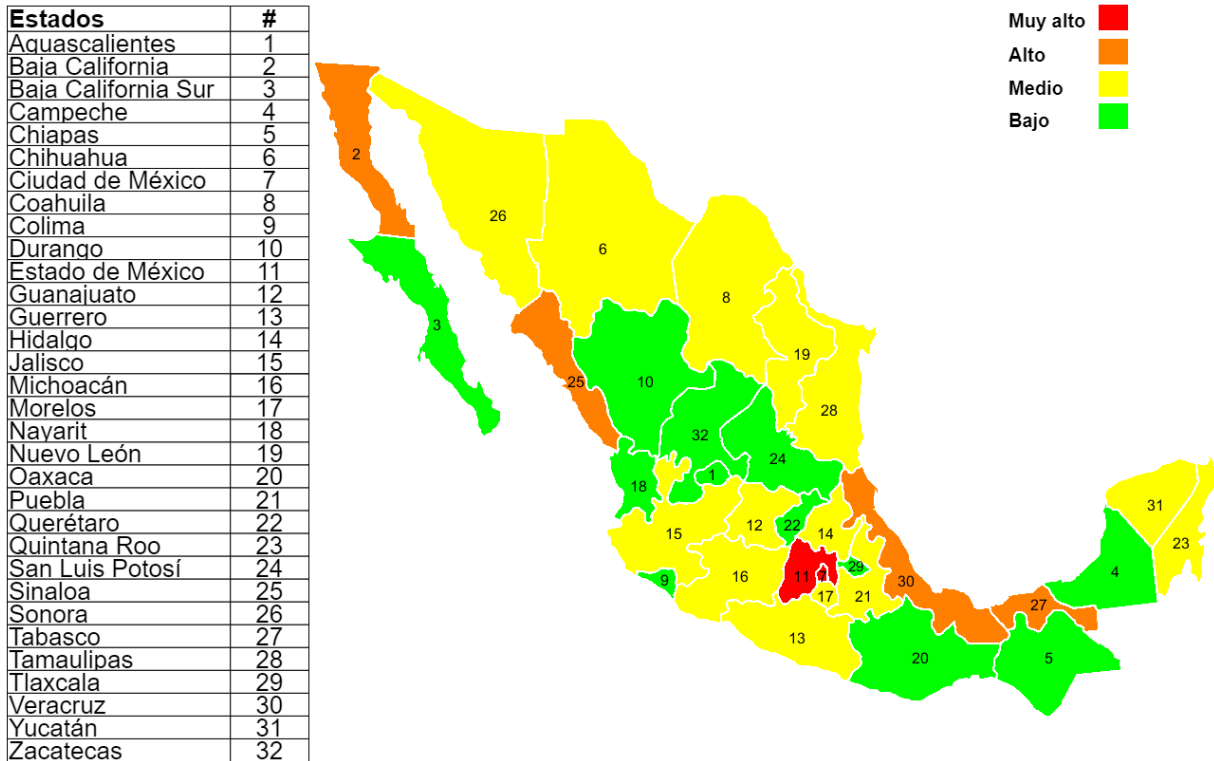 Estados #
Aguascalientes 1
Baja California 2
Baja California Sur 3
Campeche 4
Chiapas 5
Chihuahua 6
Ciudad de México 7
Coahuila 8
Colima 9
Durango 10
Estado de México 11
Guanajuato 12
Guerrero 13
Hidalgo 14
Jalisco 15
Michoacán 16
Morelos 17
Nayarit 18
Nuevo León 19
Oaxaca 20
Puebla 21
Querétaro 22
Quintana Roo 23
San Luis Potosí 24
Sinaloa 25
Sonora 26
Tabasco 27
Tamaulipas 28
Tlaxcala 29
Veracruz 30
Yucatán 31
Zacatecas 32
Muy alto
Alto
Medio
Bajo
2
26
6
8
3
19
25
10
28
32
24
1
18
31
12
22
15
14
23
29
9
16
11
7
4
30
17
21
27
13
20
5